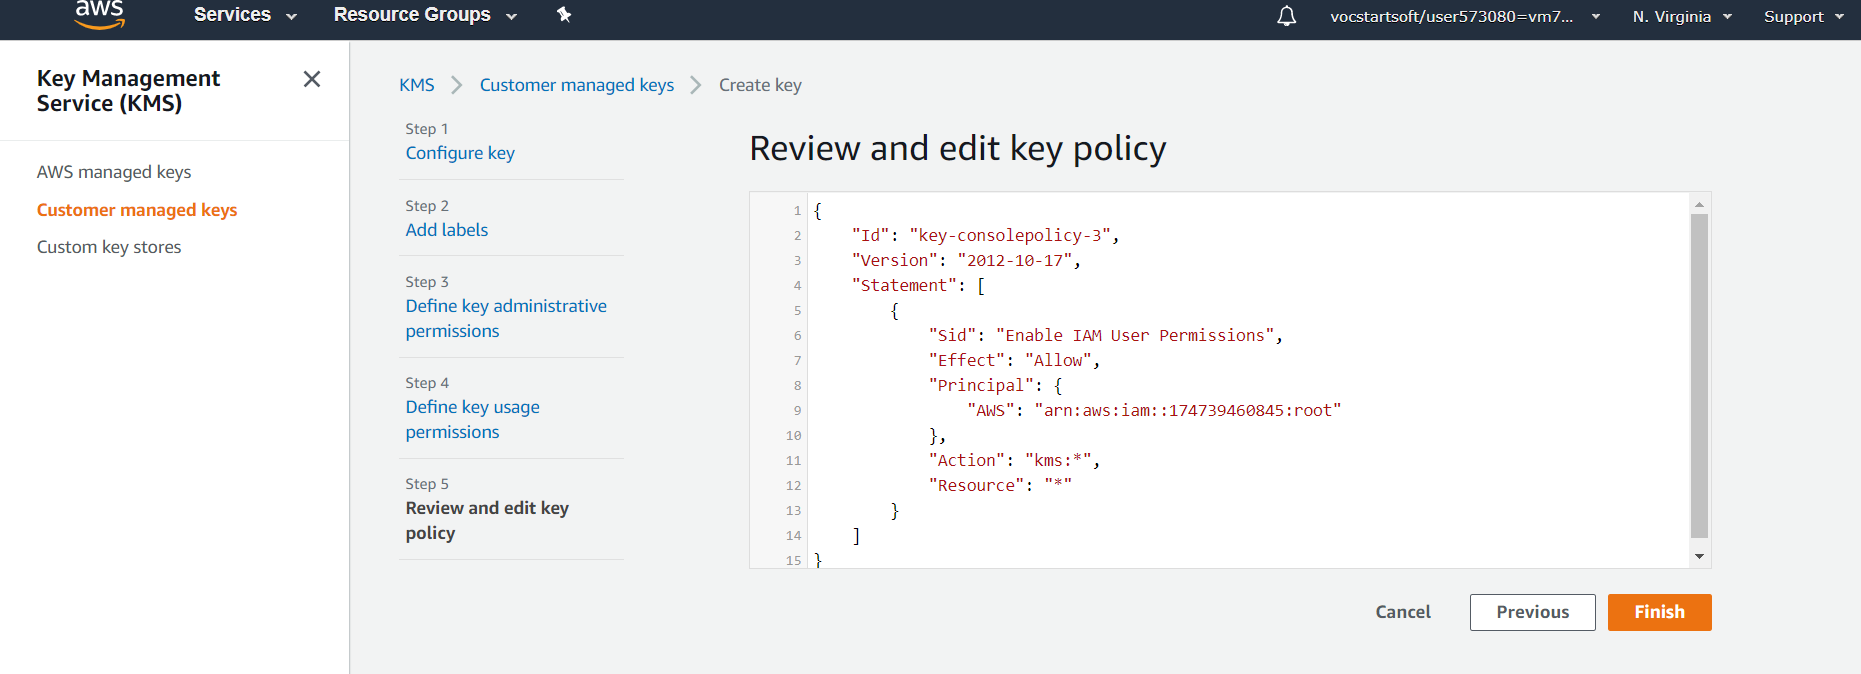 aws
Services
Resource Groups
vocstartsoft/user573080=vm7...
N. Virginia
Support
Key Management
Service (KMS)
AWS managed keys
Customer managed keys
Custom key stores
KMS > Customer managed keys > Create key
Step 1
Configure key
Step 2
Add labels
Step 3
Define key administrative
permissions
Step 4
Define key usage
permissions
Step 5
Review and edit key
policy
Review and edit key policy
1 {
2 "Id": "key-consolepolicy-3",
3 "Version": "2012-10-17",
4 "Statement": [
5 {
6 "Sid": "Enable IAM User Permissions",
7 "Effect": "Allow",
8 "Principal": {
9 "AWS": "arn:aws:iam::174739460845:root"
10 },
11 "Action": "kms:*",
12 "Resource": "*"
13 }
14 ]
15 }
Cancel
Previous
Finish